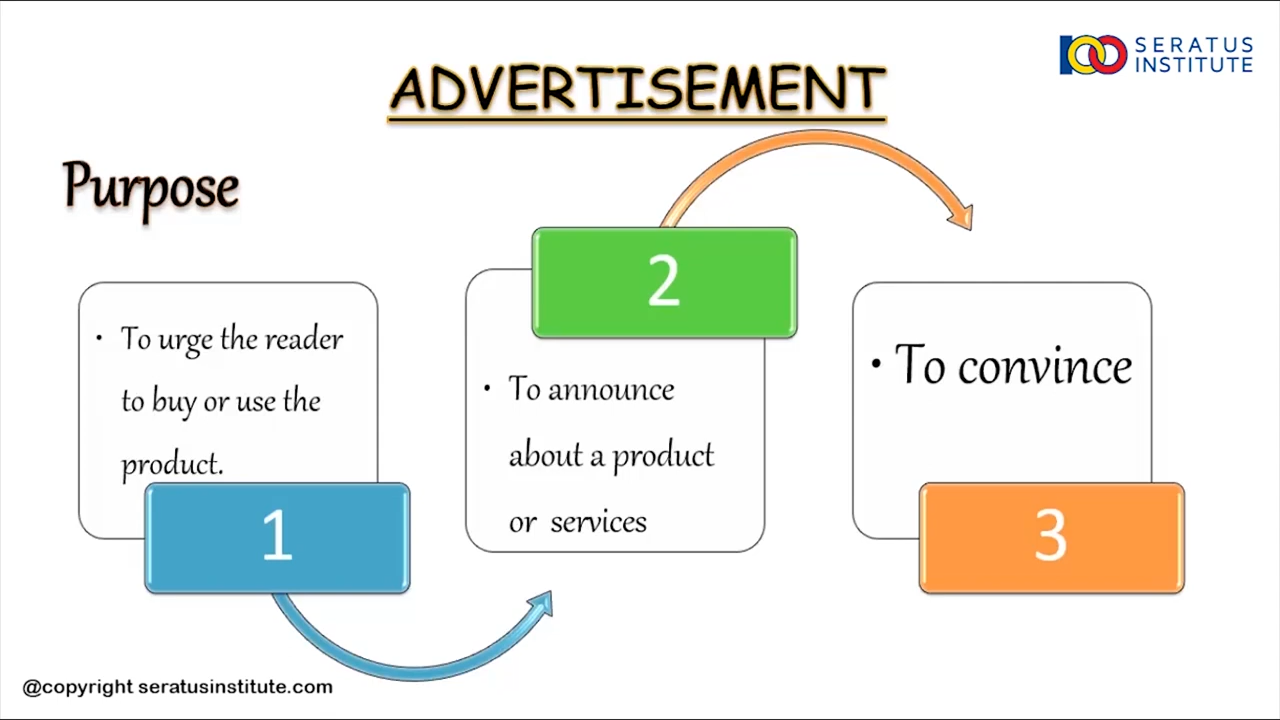 SERATUS
INSTITUTE
ADVERTISEMENT
Purpose
• To urge the reader
to buy or use the
product.
1
2
• To announce
about a product
or services
• To convince
3
@copyright seratusinstitute.com